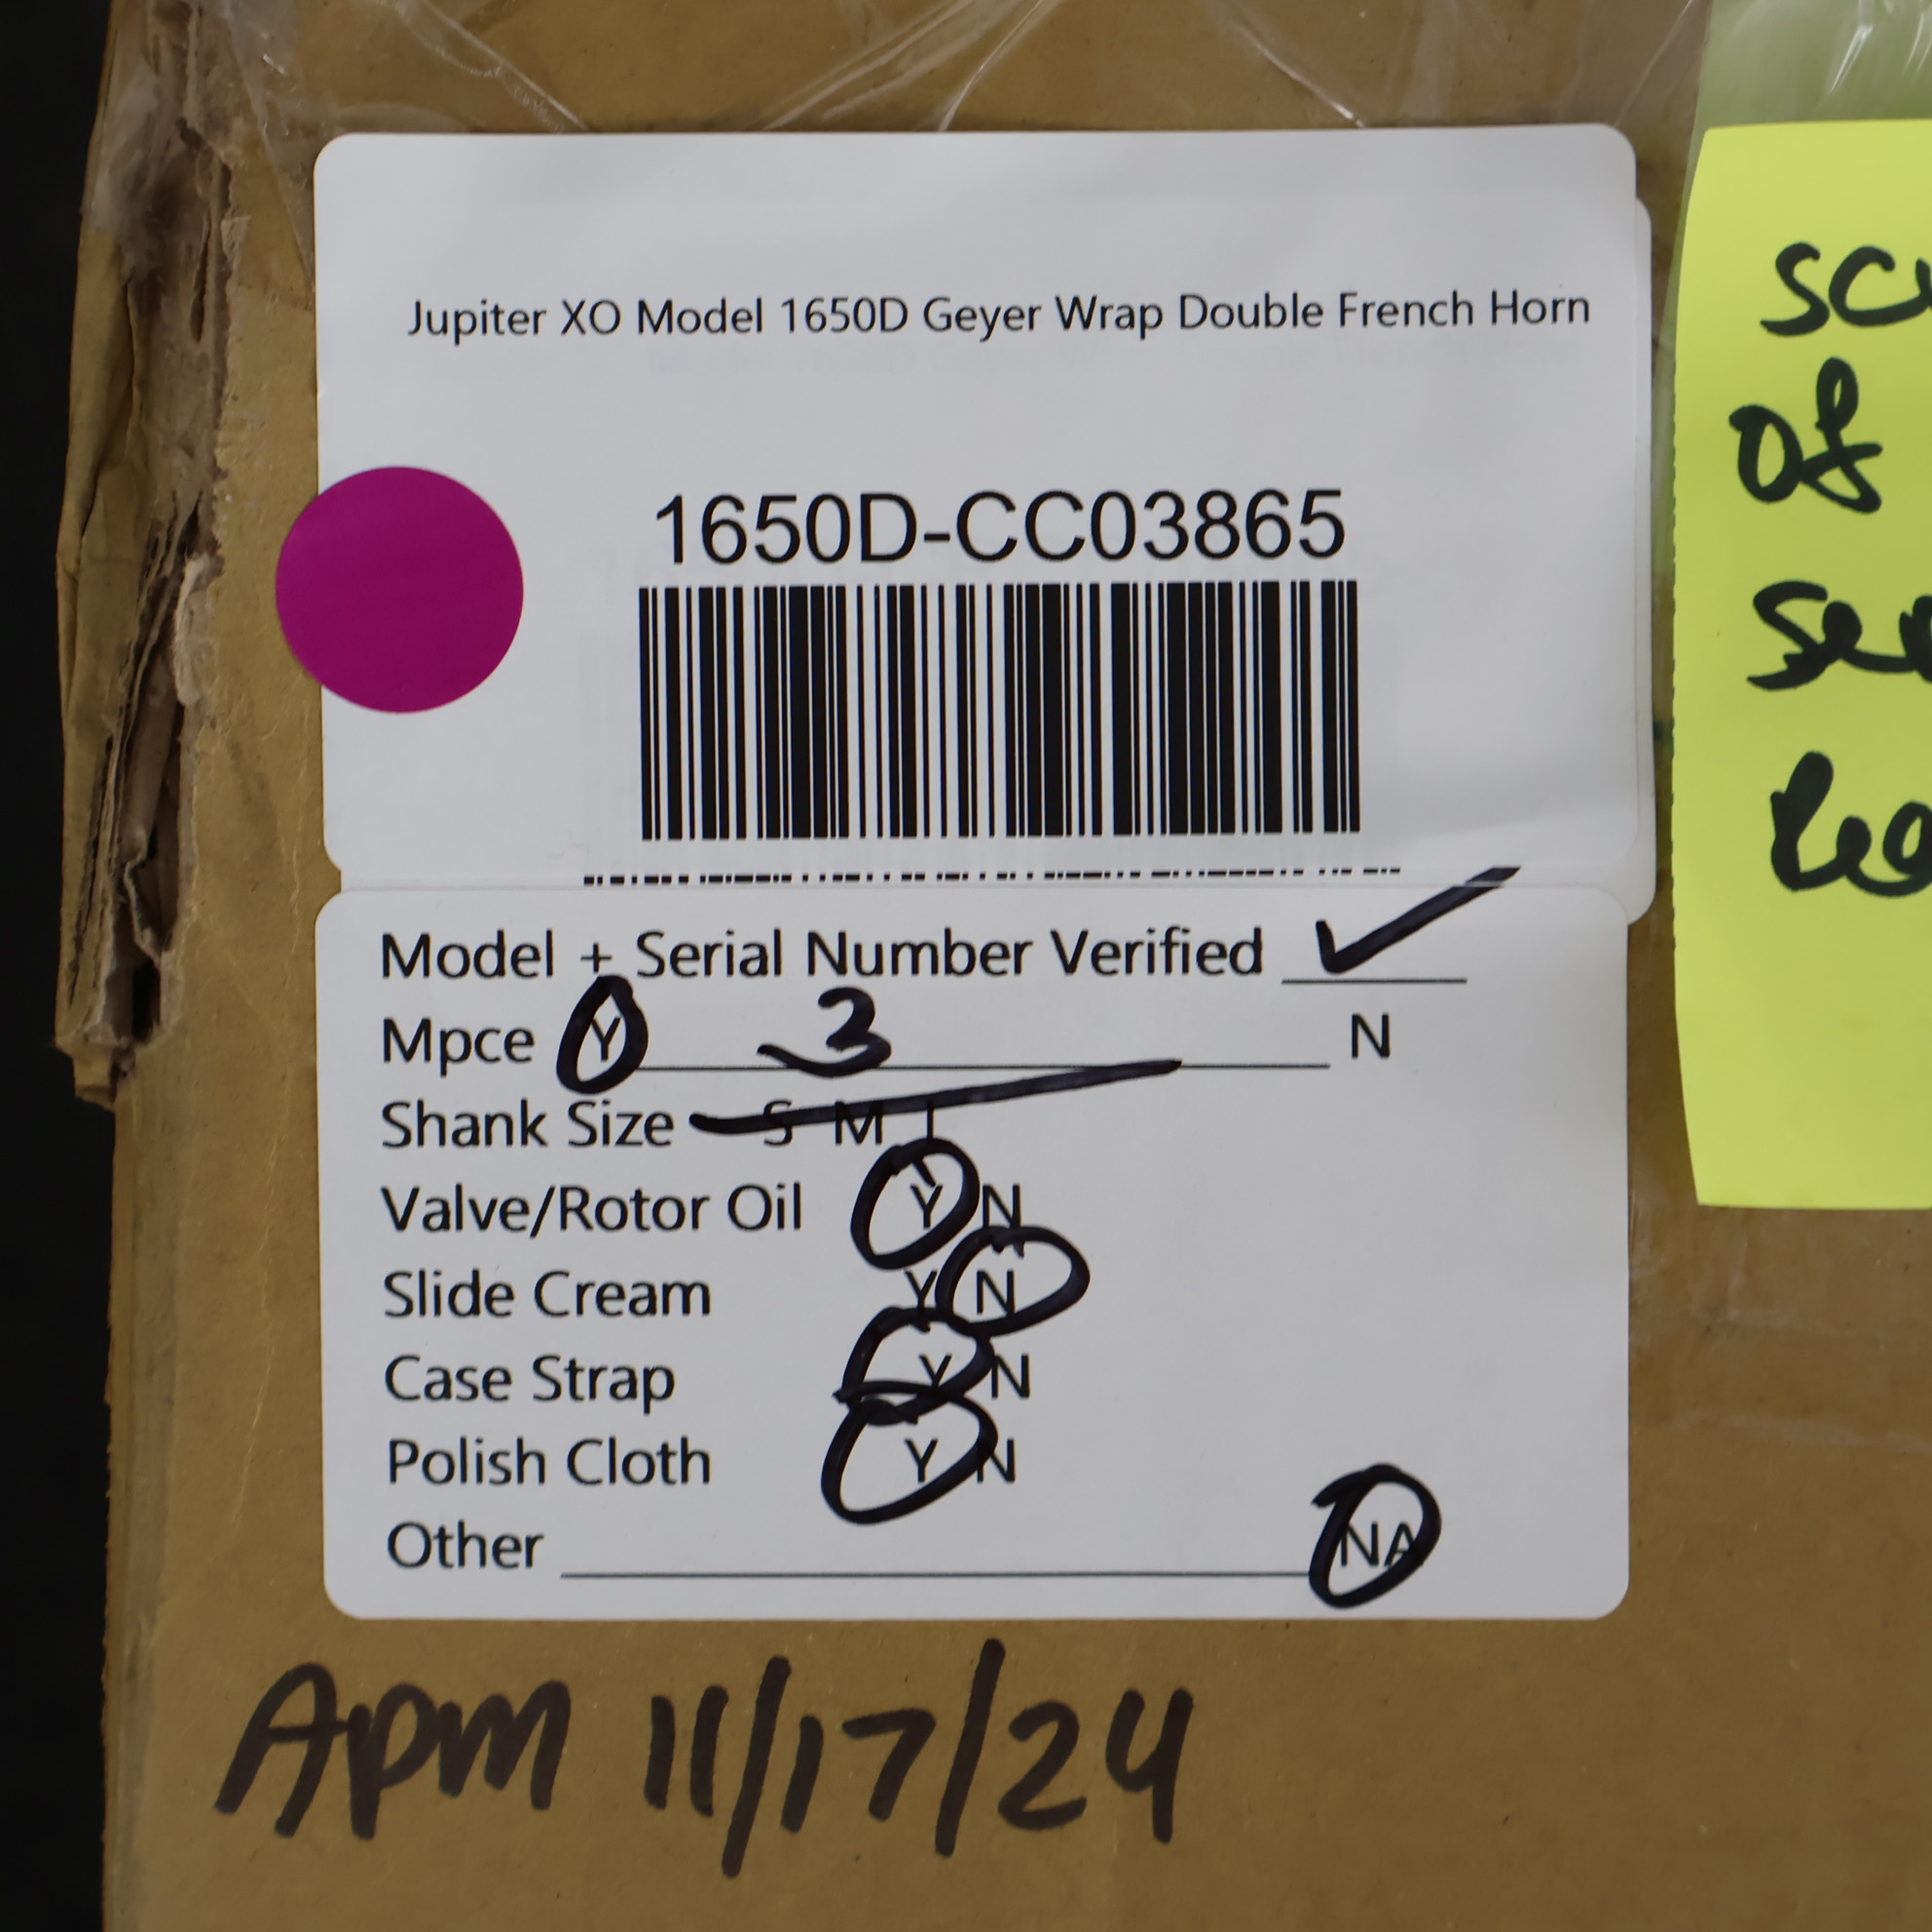 Jupiter XO Model 1650D Geyer Wrap Double French Horn
1650D-CC03865
Model + Serial Number Verified ✓
Mpce Y 3 N
Shank Size S M L
Valve/Rotor Oil Y N
Slide Cream Y N
Case Strap Y N
Polish Cloth Y N
Other NA
APM 11/17/24
of